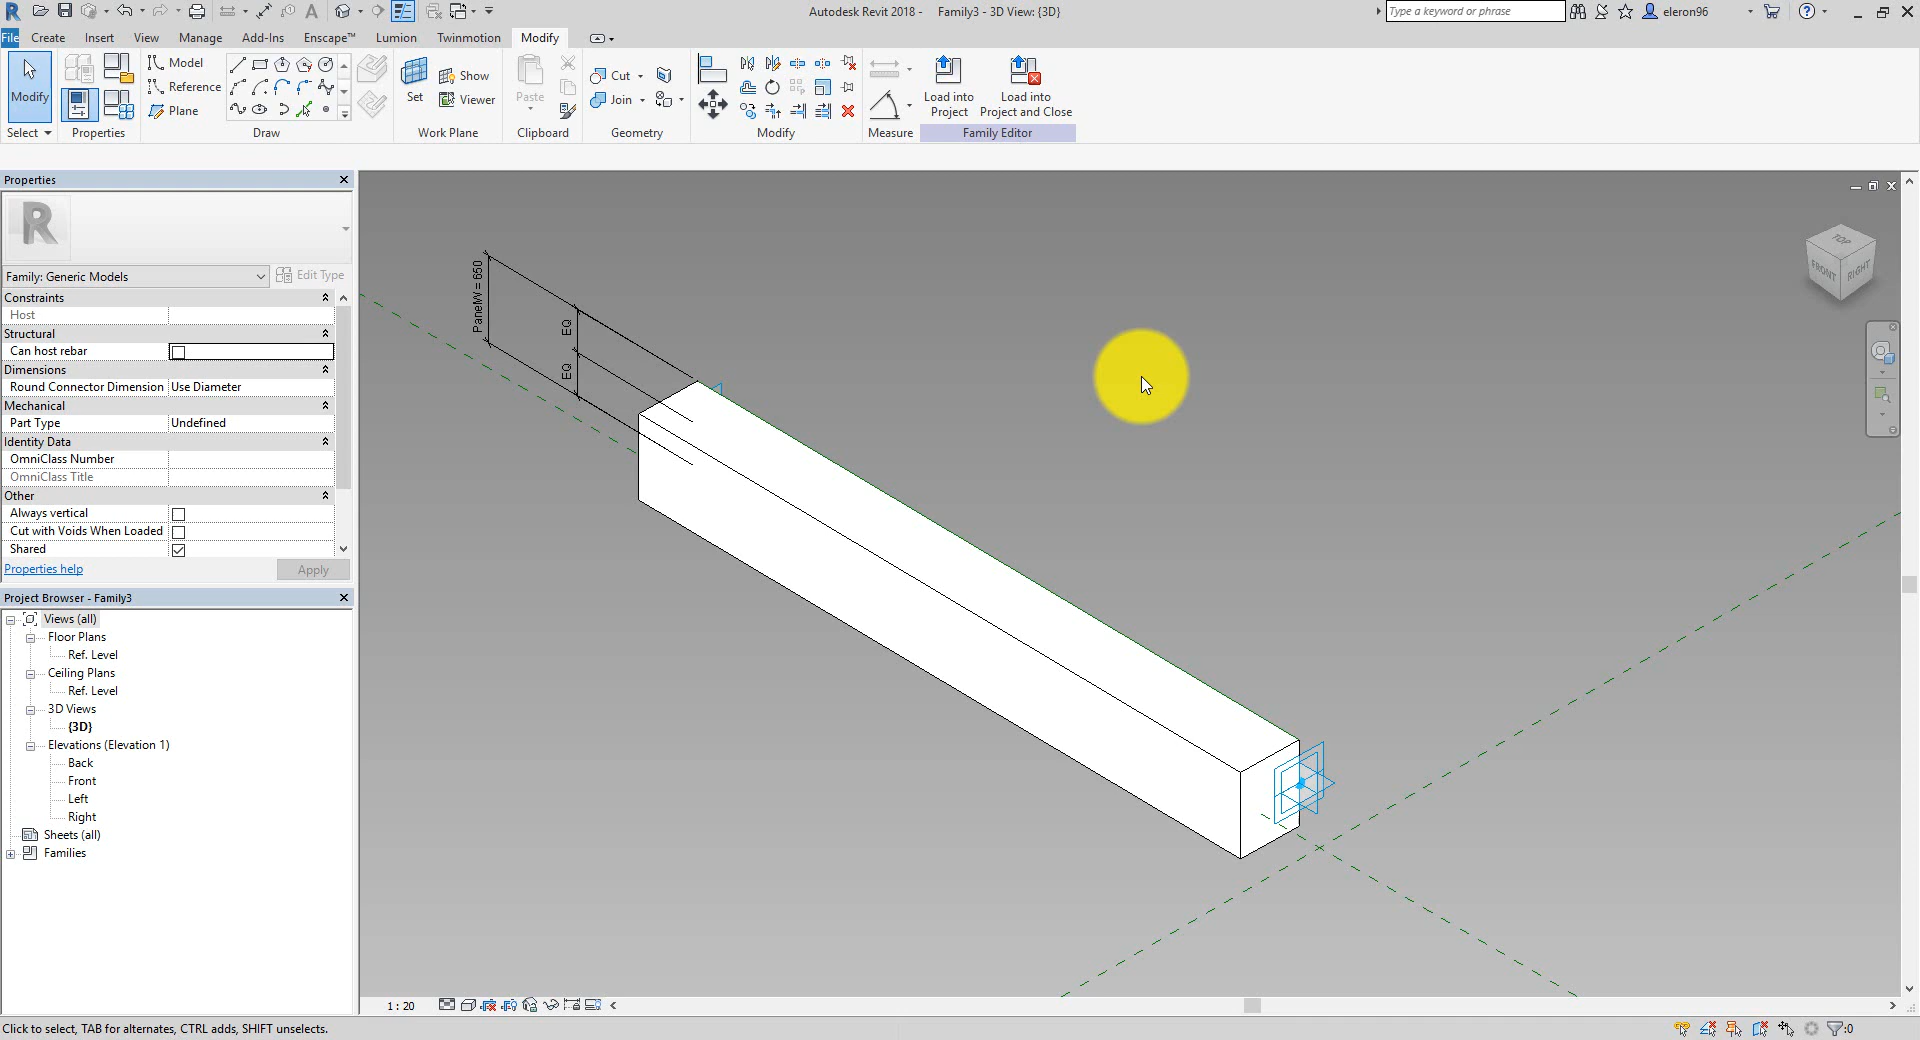 Autodesk Revit 2018 - Family3 - 3D View: {3D}
Type a keyword or phrase
eleron96
File Create Insert View Manage Add-Ins Enscape™ Lumion Twinmotion Modify
Modify
Select
Properties
Model
Reference
Plane
Draw
Set
Show
Viewer
Work Plane
Paste
Clipboard
Cut
Join
Geometry
Modify
Measure
Load into
Project
Load into
Project and Close
Family Editor
Properties
R
Family: Generic Models
Edit Type
Constraints
Host
Structural
Can host rebar
Dimensions
Round Connector Dimension Use Diameter
Mechanical
Part Type Undefined
Identity Data
OmniClass Number
OmniClass Title
Other
Always vertical
Cut with Voids When Loaded
Shared
Properties help
Apply
Project Browser - Family3
Views (all)
Floor Plans
Ref. Level
Ceiling Plans
Ref. Level
3D Views
{3D}
Elevations (Elevation 1)
Back
Front
Left
Right
Sheets (all)
Families
PanelW = 650
EQ
EQ
TOP
FRONT
RIGHT
1 : 20
Click to select, TAB for alternates, CTRL adds, SHIFT unselects.
:0